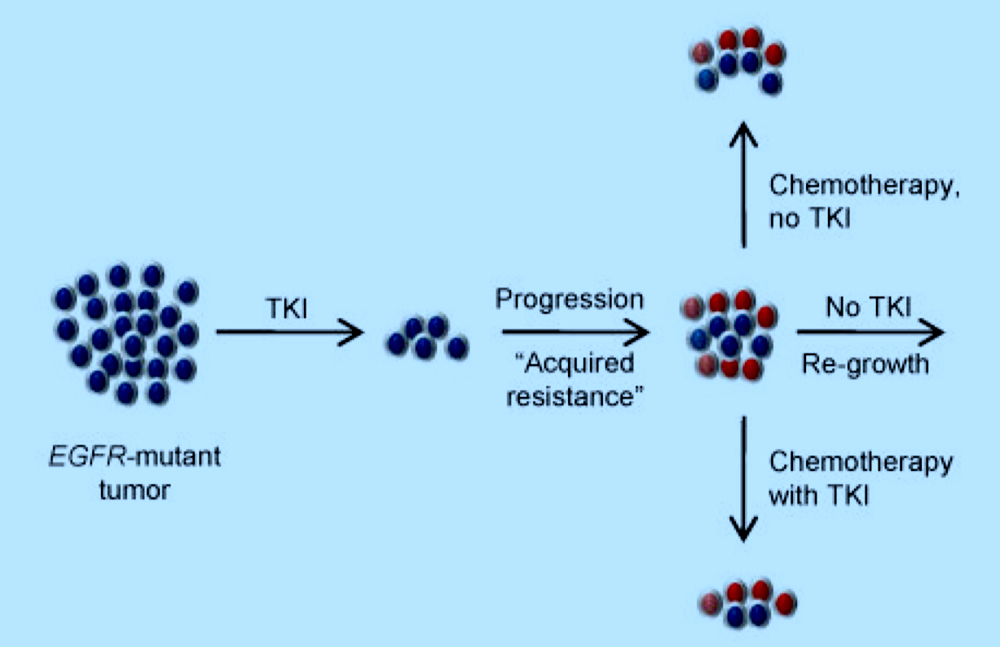 Chemotherapy,
no TKI
TKI
Progression
"Acquired
resistance"
No TKI
Re-growth
EGFR-mutant
tumor
Chemotherapy
with TKI